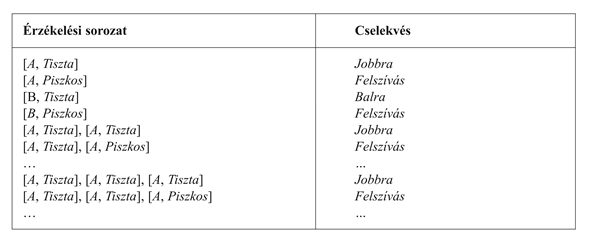 Érzékelési sorozat Cselekvés
[A, Tiszta] Jobbra
[A, Piszkos] Felszívás
[B, Tiszta] Balra
[B, Piszkos] Felszívás
[A, Tiszta], [A, Tiszta] Jobbra
[A, Tiszta], [A, Piszkos] Felszívás
… …
[A, Tiszta], [A, Tiszta], [A, Tiszta] Jobbra
[A, Tiszta], [A, Tiszta], [A, Piszkos] Felszívás
… …